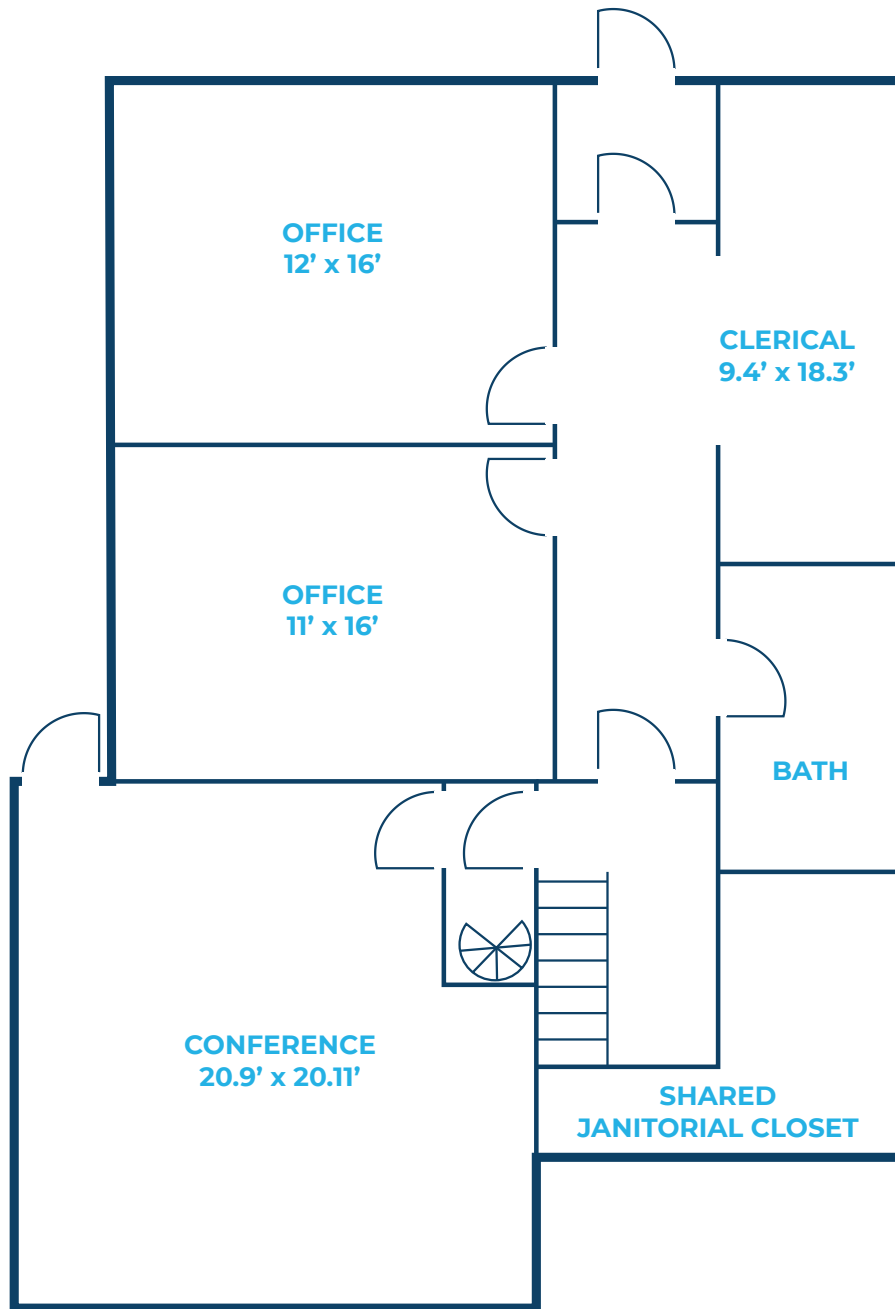 OFFICE
12’ x 16’
CLERICAL
9.4’ x 18.3’
OFFICE
11’ x 16’
BATH
CONFERENCE
20.9’ x 20.11’
SHARED
JANITORIAL CLOSET